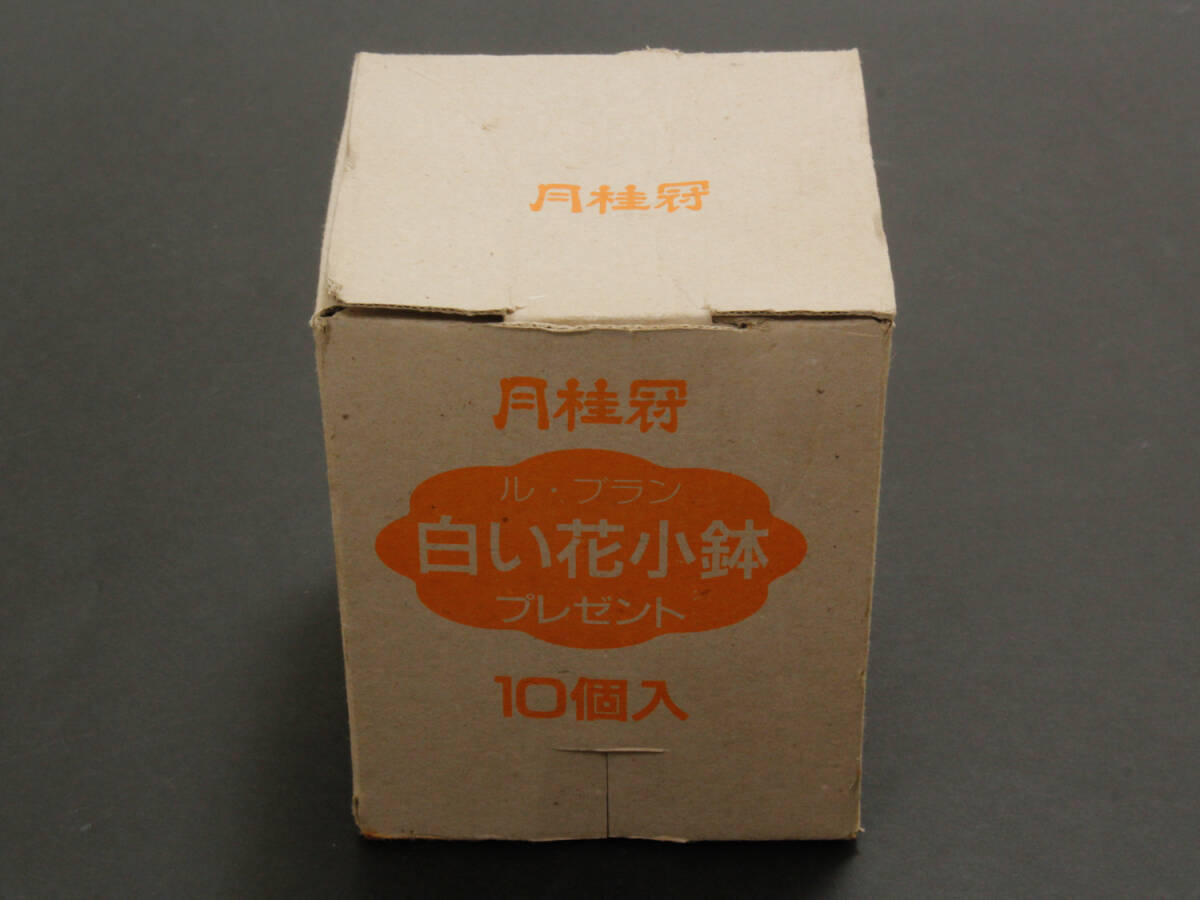 月桂冠
月桂冠
ル・ブラン
白い花小鉢
プレゼント
10個入